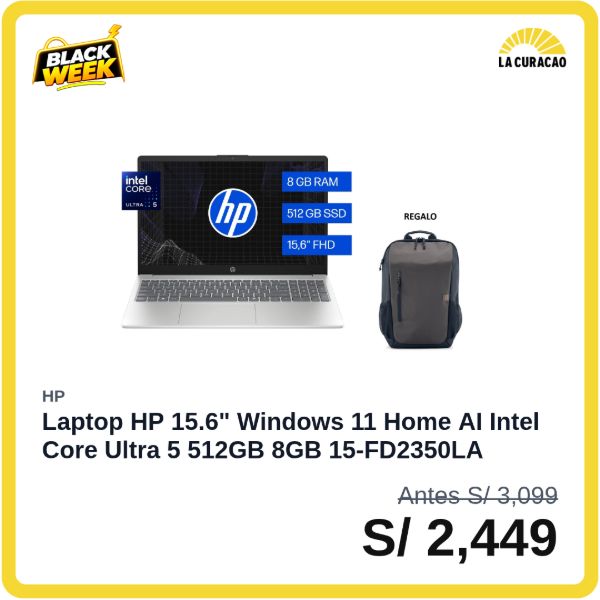 BLACK
WEEK
LA CURACAO
intel
CORE
ULTRA 5
8 GB RAM
512 GB SSD
15,6" FHD
hp
REGALO
HP
Laptop HP 15.6" Windows 11 Home AI Intel
Core Ultra 5 512GB 8GB 15-FD2350LA
Antes S/ 3,099
S/ 2,449